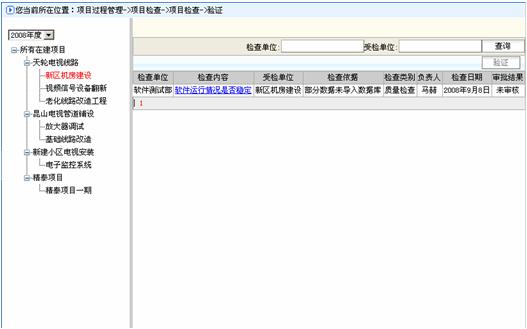 您当前所在位置：项目过程管理->项目检查->项目检查->验证
2008年度
所有在建项目
天轮电视线路
新区机房建设
视频信号设备翻新
老化线路改造工程
昆山电视管道铺设
放大器调试
基础线路改造
新建小区电视安装
电子监控系统
精泰项目
精泰项目一期
检查单位: 受检单位: 查询
验证
检查单位 检查内容 受检单位 检查依据 检查类别 负责人 检查日期 审批结果
软件测试部 软件运行情况是否稳定 新区机房建设 部分数据未导入数据库 质量检查 马赫 2008年9月8日 未审核
1